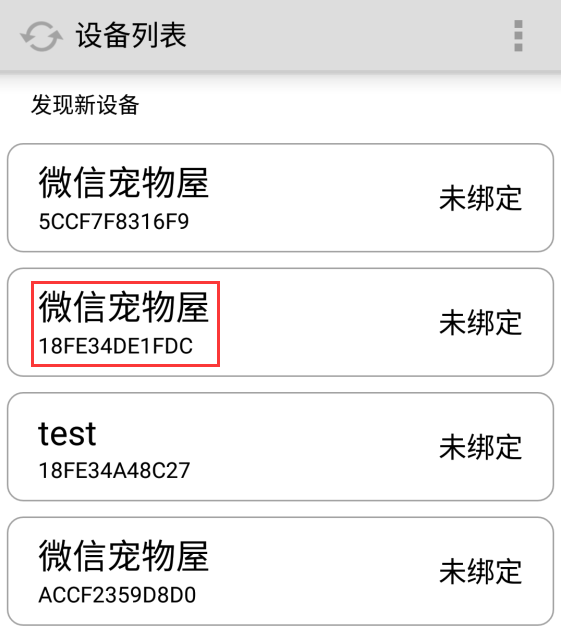 设备列表
发现新设备
微信宠物屋
5CCF7F8316F9
未绑定
微信宠物屋
18FE34DE1FDC
未绑定
test
18FE34A48C27
未绑定
微信宠物屋
ACCF2359D8D0
未绑定